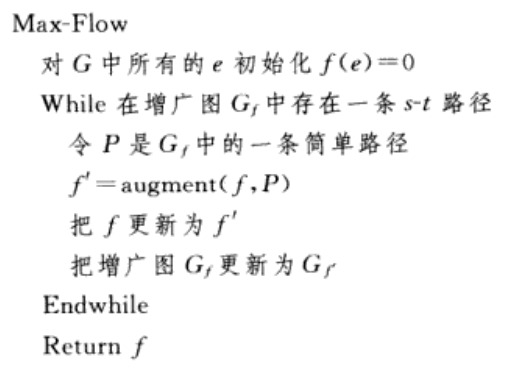 Max-Flow
对 G 中所有的 e 初始化 f(e)=0
While 在增广图 G_f 中存在一条 s-t 路径
令 P 是 G_f 中的一条简单路径
f′=augment(f,P)
把 f 更新为 f′
把增广图 G_f 更新为 G_f′
Endwhile
Return f